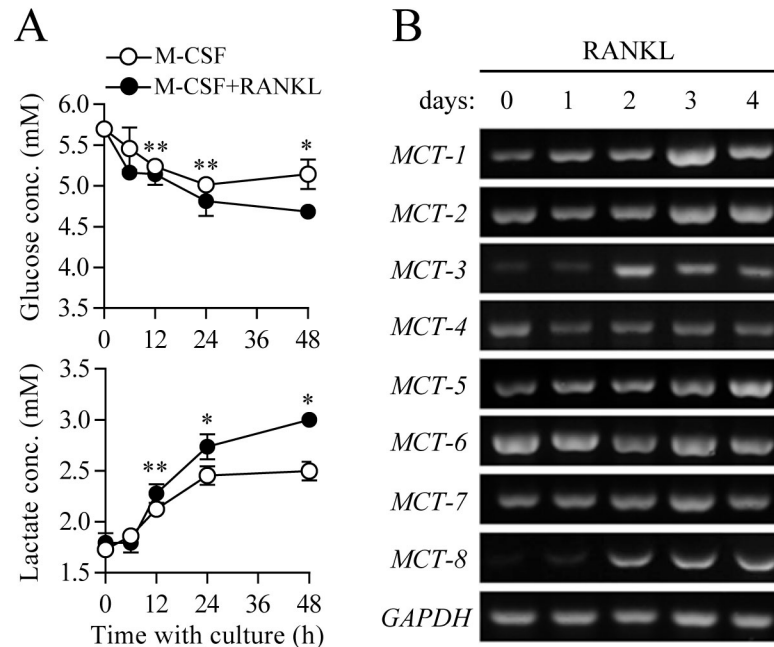 A
M-CSF
M-CSF+RANKL
Glucose conc. (mM)
6.0
5.5
5.0
4.5
4.0
3.5
** ** *
0 12 24 36 48
Lactate conc. (mM)
3.5
3.0
2.5
2.0
1.5
** * *
0 12 24 36 48
Time with culture (h)
B
RANKL
days: 0 1 2 3 4
MCT-1
MCT-2
MCT-3
MCT-4
MCT-5
MCT-6
MCT-7
MCT-8
GAPDH